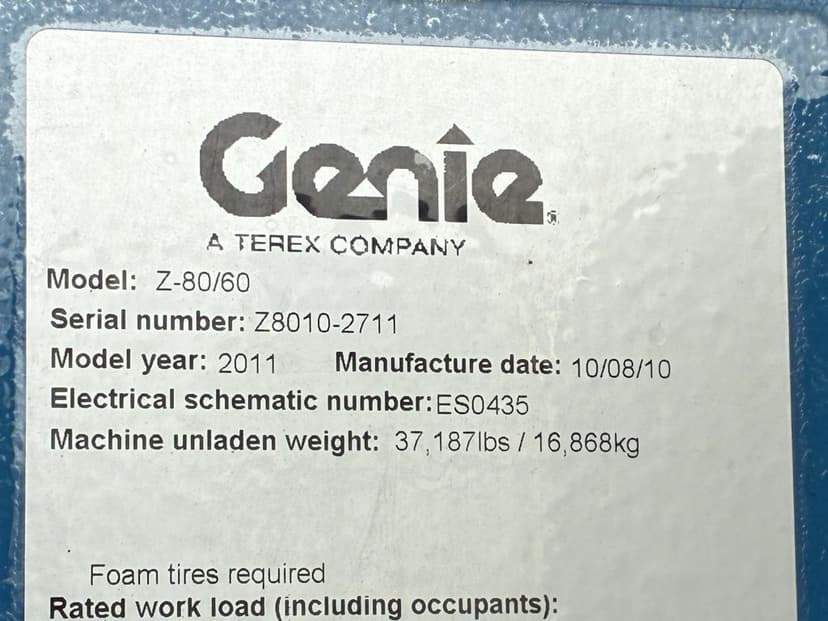 Genie®
A TEREX COMPANY
Model: Z-80/60
Serial number: Z8010-2711
Model year: 2011 Manufacture date: 10/08/10
Electrical schematic number:ES0435
Machine unladen weight: 37,187lbs / 16,868kg
Foam tires required
Rated work load (including occupants):